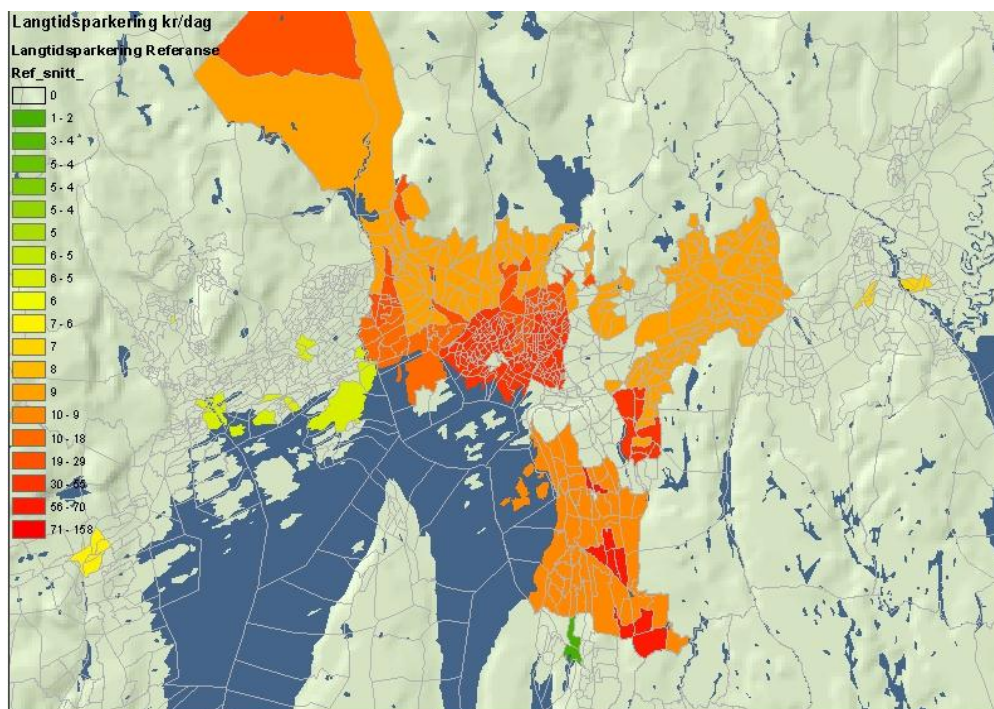 Langtidsparkering kr/dag
Langtidsparkering Referanse
Ref_snitt_
0
1 - 2
3 - 4
5 - 4
5 - 4
5 - 4
5
6 - 5
6 - 5
6
7 - 6
7
8
9
10 - 9
10 - 18
19 - 29
30 - 55
56 - 70
71 - 158